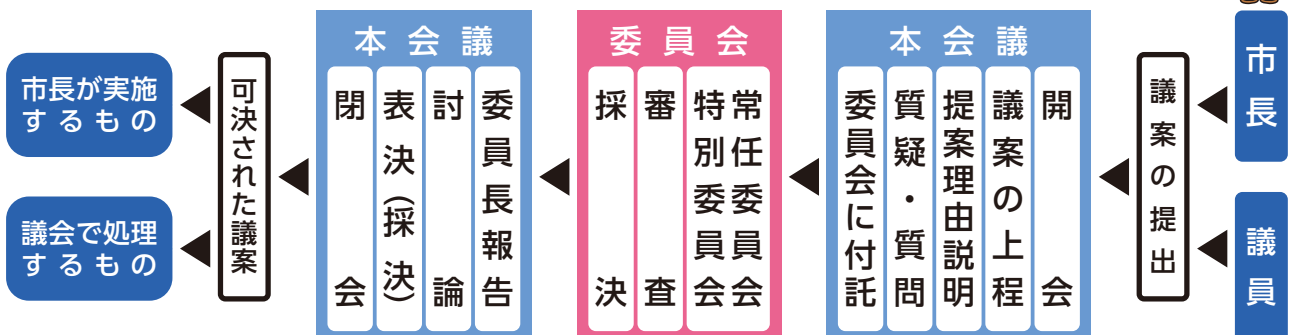 市長
議員
議案の提出
本会議
開会
議案の上程
提案理由説明
質疑・質問
委員会に付託
委員会
常任委員会
特別委員会
審査
採決
本会議
委員長報告
討論
表決(採決)
閉会
可決された議案
市長が実施
するもの
議会で処理
するもの